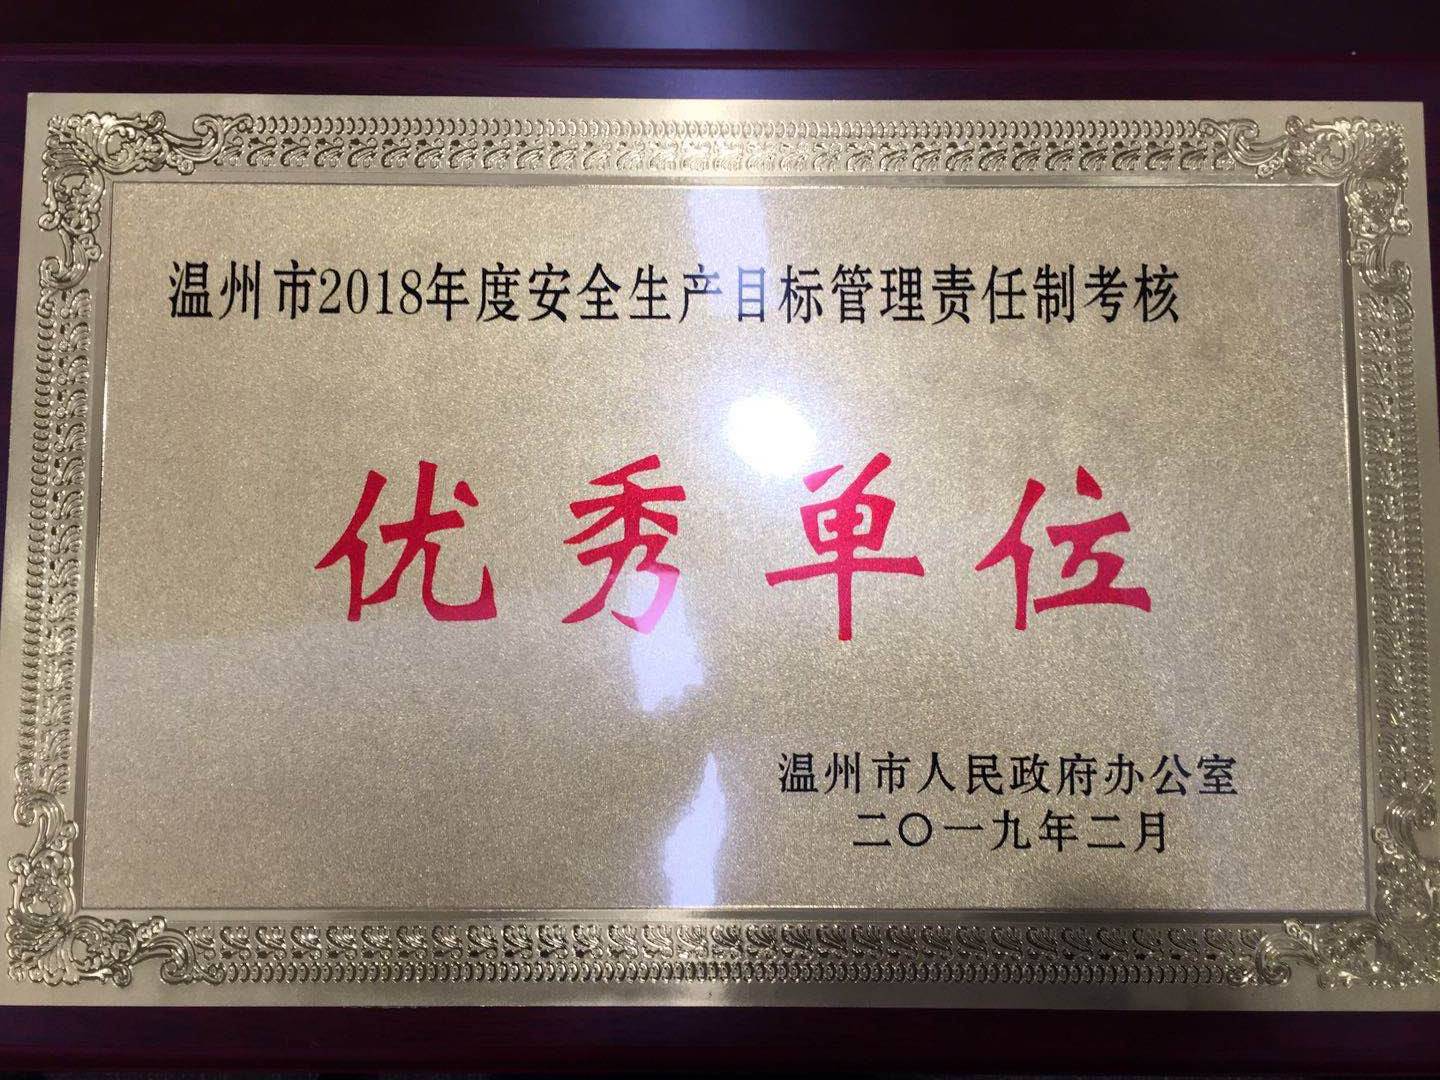 温州市2018年度安全生产目标管理责任制考核
优秀单位
温州市人民政府办公室
二〇一九年二月